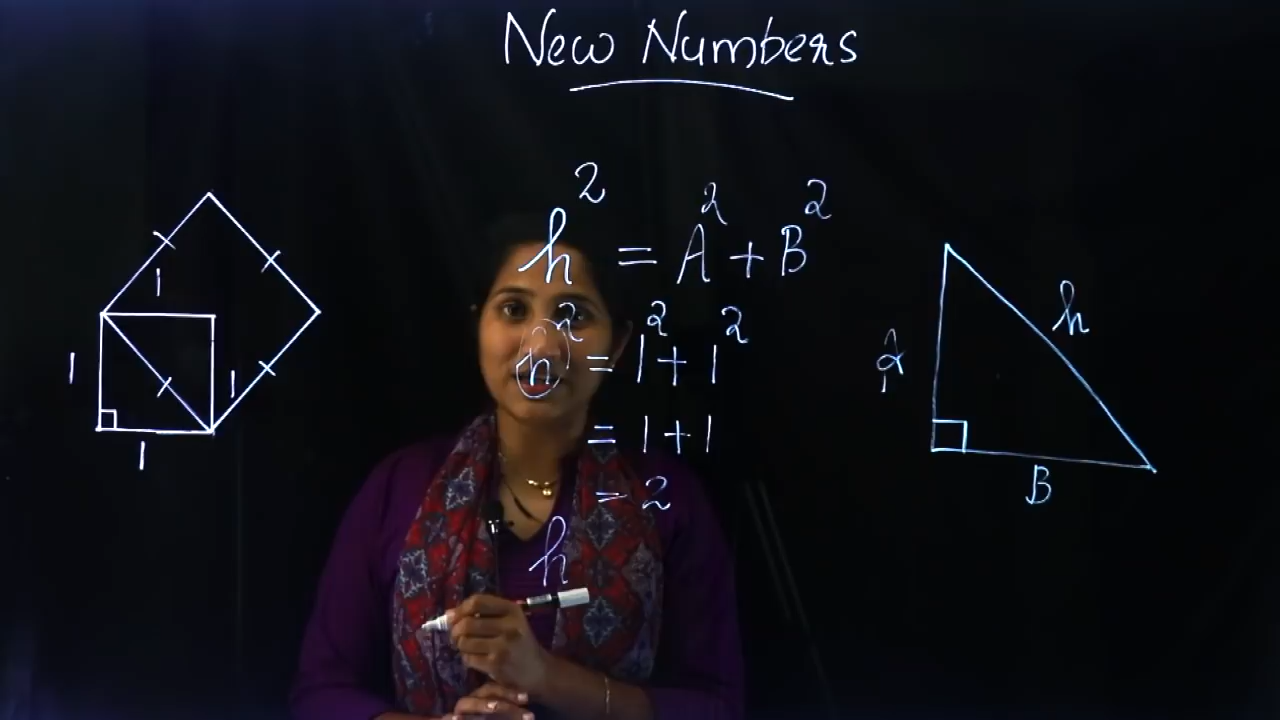 New Numbers
h² = A² + B²
h² = 1² + 1²
= 1 + 1
= 2
h
1
1
1
1
h
B